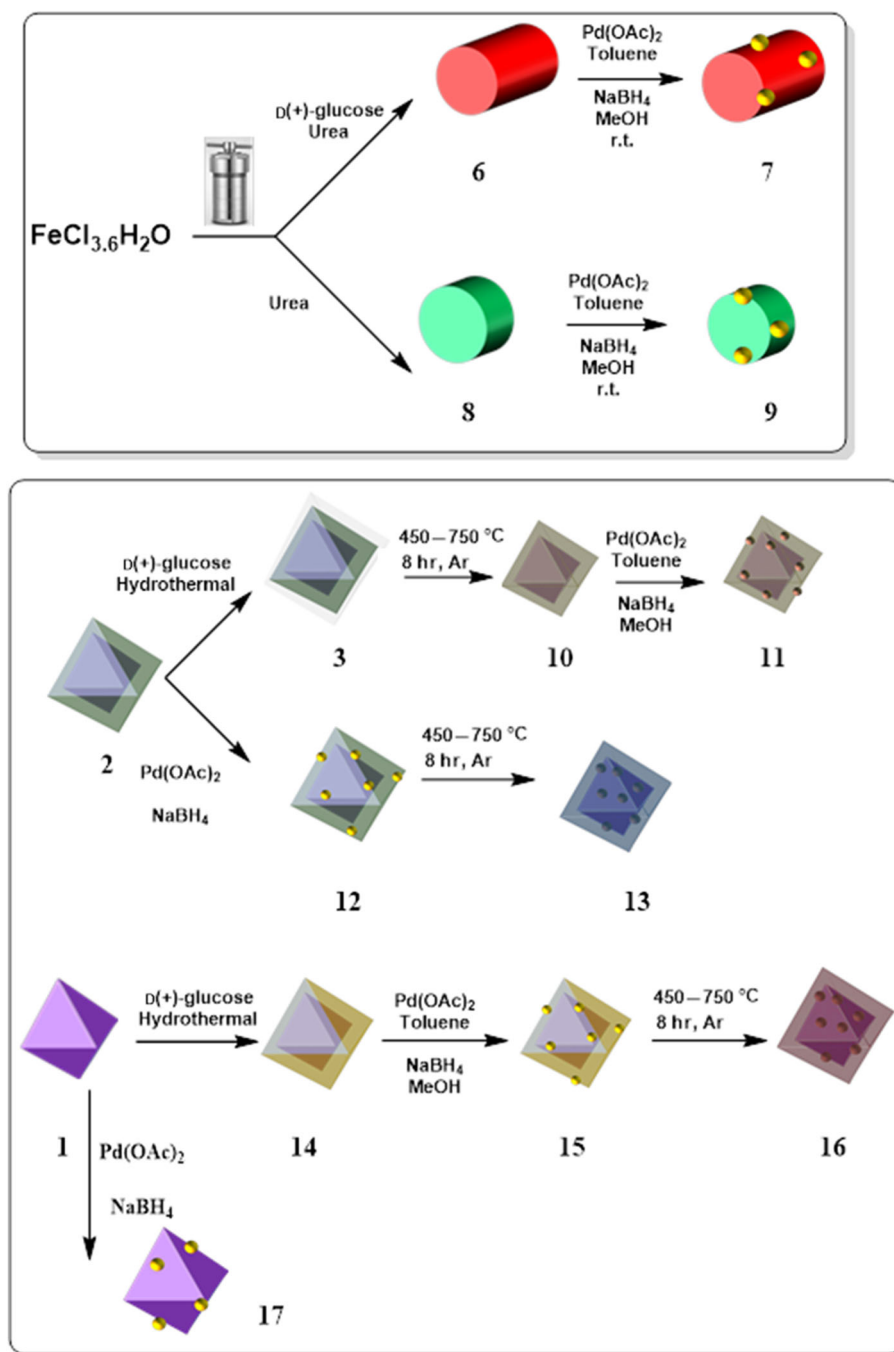 Pd(OAc)₂
Toluene
NaBH₄
MeOH
r.t.
D(+)-glucose
Urea
6
7
FeCl₃.₆H₂O
Urea
Pd(OAc)₂
Toluene
NaBH₄
MeOH
r.t.
8
9
D(+)-glucose
Hydrothermal
450—750 °C
8 hr, Ar
Pd(OAc)₂
Toluene
NaBH₄
MeOH
3
10
11
2
Pd(OAc)₂
NaBH₄
450—750 °C
8 hr, Ar
12
13
D(+)-glucose
Hydrothermal
Pd(OAc)₂
Toluene
NaBH₄
MeOH
450—750 °C
8 hr, Ar
1
14
15
16
Pd(OAc)₂
NaBH₄
17